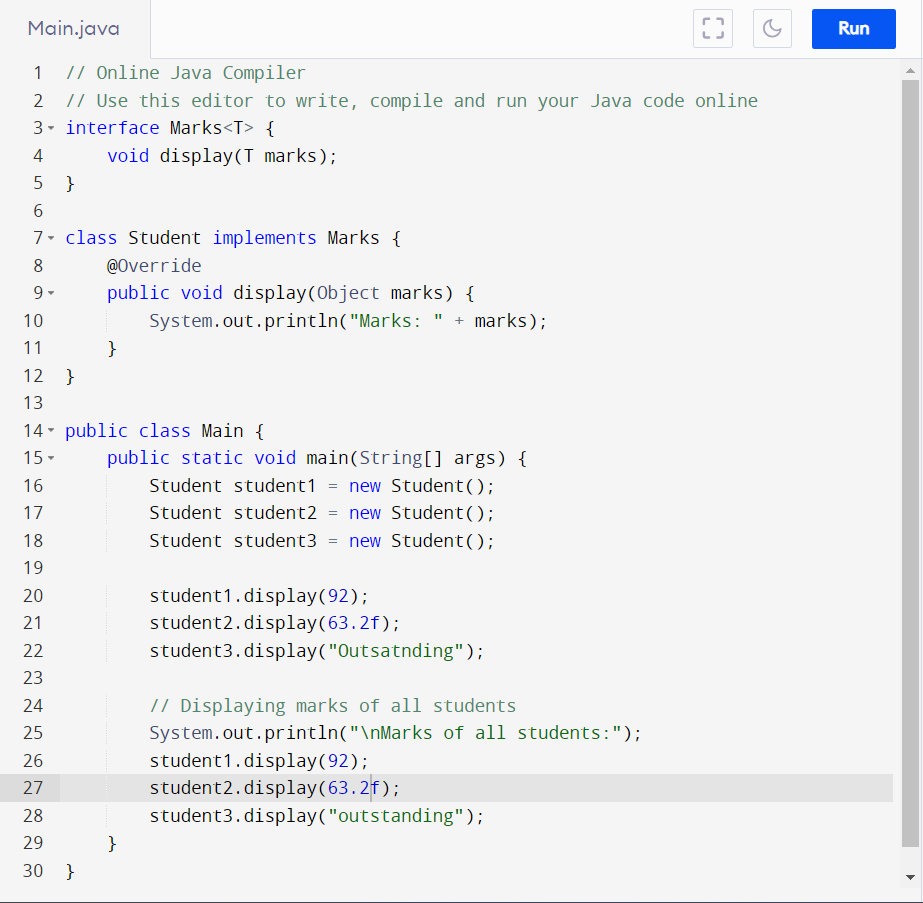 Main.java
Run
1 // Online Java Compiler
2 // Use this editor to write, compile and run your Java code online
3 interface Marks<T> {
4     void display(T marks);
5 }
6
7 class Student implements Marks {
8     @Override
9     public void display(Object marks) {
10         System.out.println("Marks: " + marks);
11     }
12 }
13
14 public class Main {
15     public static void main(String[] args) {
16         Student student1 = new Student();
17         Student student2 = new Student();
18         Student student3 = new Student();
19
20         student1.display(92);
21         student2.display(63.2f);
22         student3.display("Outsatnding");
23
24         // Displaying marks of all students
25         System.out.println("\nMarks of all students:");
26         student1.display(92);
27         student2.display(63.2f);
28         student3.display("outstanding");
29     }
30 }